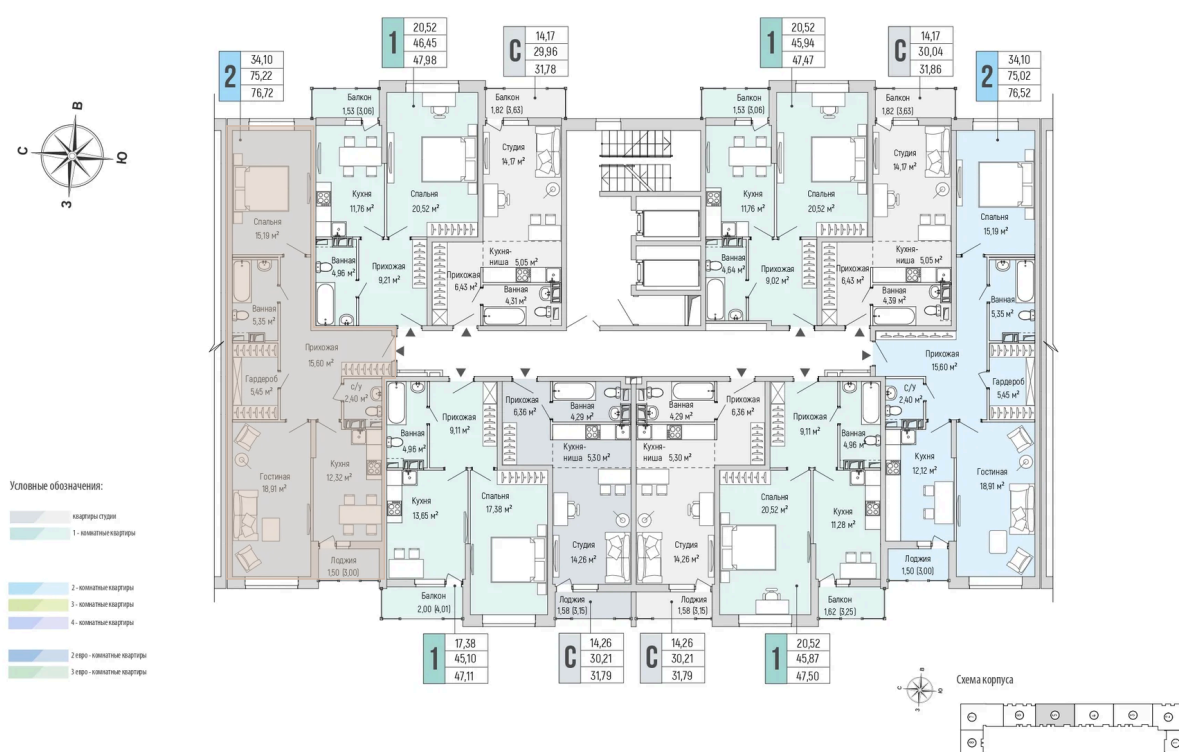 20,52
46,45
47,98
1
14,17
29,96
31,78
С
20,52
45,94
47,47
1
14,17
30,04
31,86
С
34,10
75,22
76,72
2
34,10
75,02
76,52
2
В
С
Ю
З
Балкон
1,53 (3,06)
Балкон
1,82 (3,63)
Балкон
1,53 (3,06)
Балкон
1,82 (3,63)
Спальня
15,19 м²
Кухня
11,76 м²
Спальня
20,52 м²
Студия
14,17 м²
Кухня
11,76 м²
Спальня
20,52 м²
Студия
14,17 м²
Спальня
15,19 м²
Ванная
4,96 м²
Прихожая
9,21 м²
Прихожая
6,43 м²
Кухня-
ниша 5,05 м²
Ванная
4,31 м²
Ванная
4,64 м²
Прихожая
9,02 м²
Прихожая
6,43 м²
Кухня-
ниша 5,05 м²
Ванная
4,39 м²
Ванная
5,35 м²
Ванная
5,35 м²
Прихожая
15,60 м²
Прихожая
15,60 м²
Гардероб
5,45 м²
с/у
2,40 м²
Ванная
4,96 м²
Прихожая
9,11 м²
Прихожая
6,36 м²
Ванная
4,29 м²
Ванная
4,29 м²
Прихожая
6,36 м²
Прихожая
9,11 м²
Ванная
4,96 м²
с/у
2,40 м²
Гардероб
5,45 м²
Кухня-
ниша 5,30 м²
Кухня-
ниша 5,30 м²
Гостиная
18,91 м²
Кухня
12,32 м²
Кухня
13,65 м²
Спальня
17,38 м²
Студия
14,26 м²
Студия
14,26 м²
Спальня
20,52 м²
Кухня
11,28 м²
Кухня
12,12 м²
Гостиная
18,91 м²
Лоджия
1,50 (3,00)
Балкон
2,00 (4,01)
Лоджия
1,58 (3,15)
Лоджия
1,58 (3,15)
Балкон
1,62 (3,25)
Лоджия
1,50 (3,00)
1
17,38
45,10
47,11
С
14,26
30,21
31,79
С
14,26
30,21
31,79
1
20,52
45,87
47,50
Условные обозначения:
квартиры студии
1 - комнатные квартиры
2 - комнатные квартиры
3 - комнатные квартиры
4 - комнатные квартиры
2 евро - комнатные квартиры
3 евро - комнатные квартиры
В
С
Ю
З
Схема корпуса